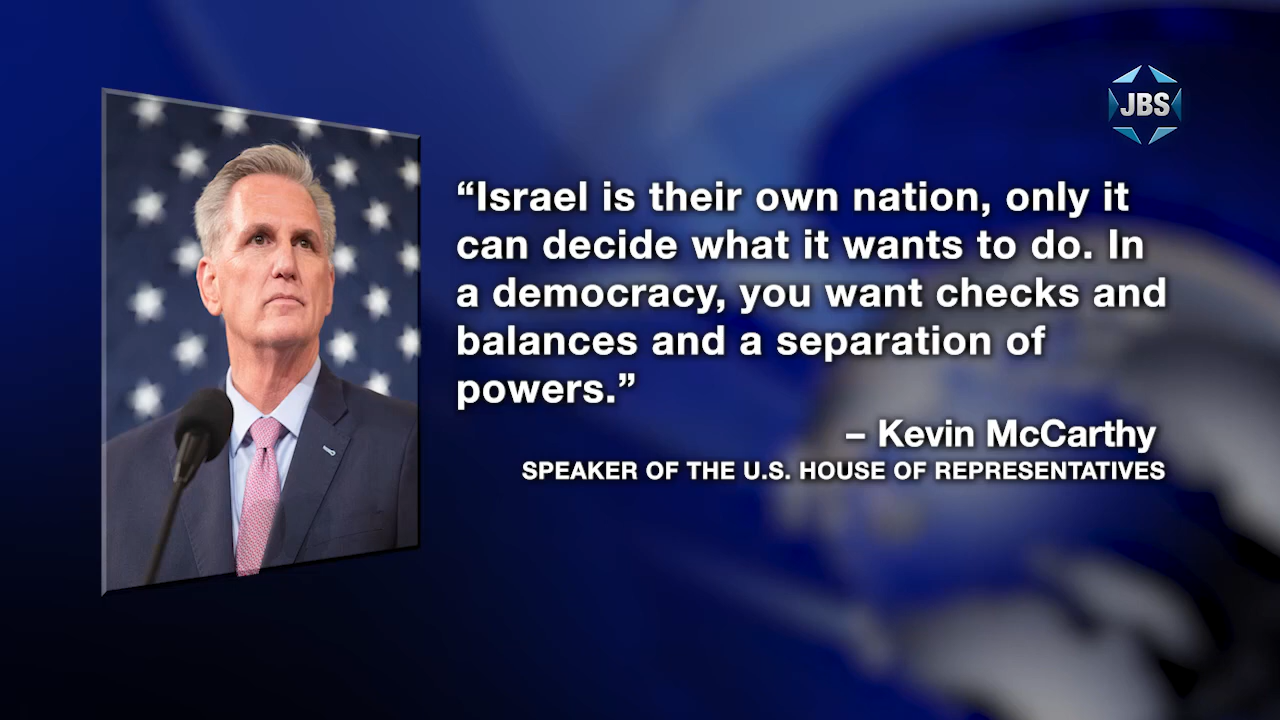 JBS
“Israel is their own nation, only it
can decide what it wants to do. In
a democracy, you want checks and
balances and a separation of
powers.”
– Kevin McCarthy
SPEAKER OF THE U.S. HOUSE OF REPRESENTATIVES